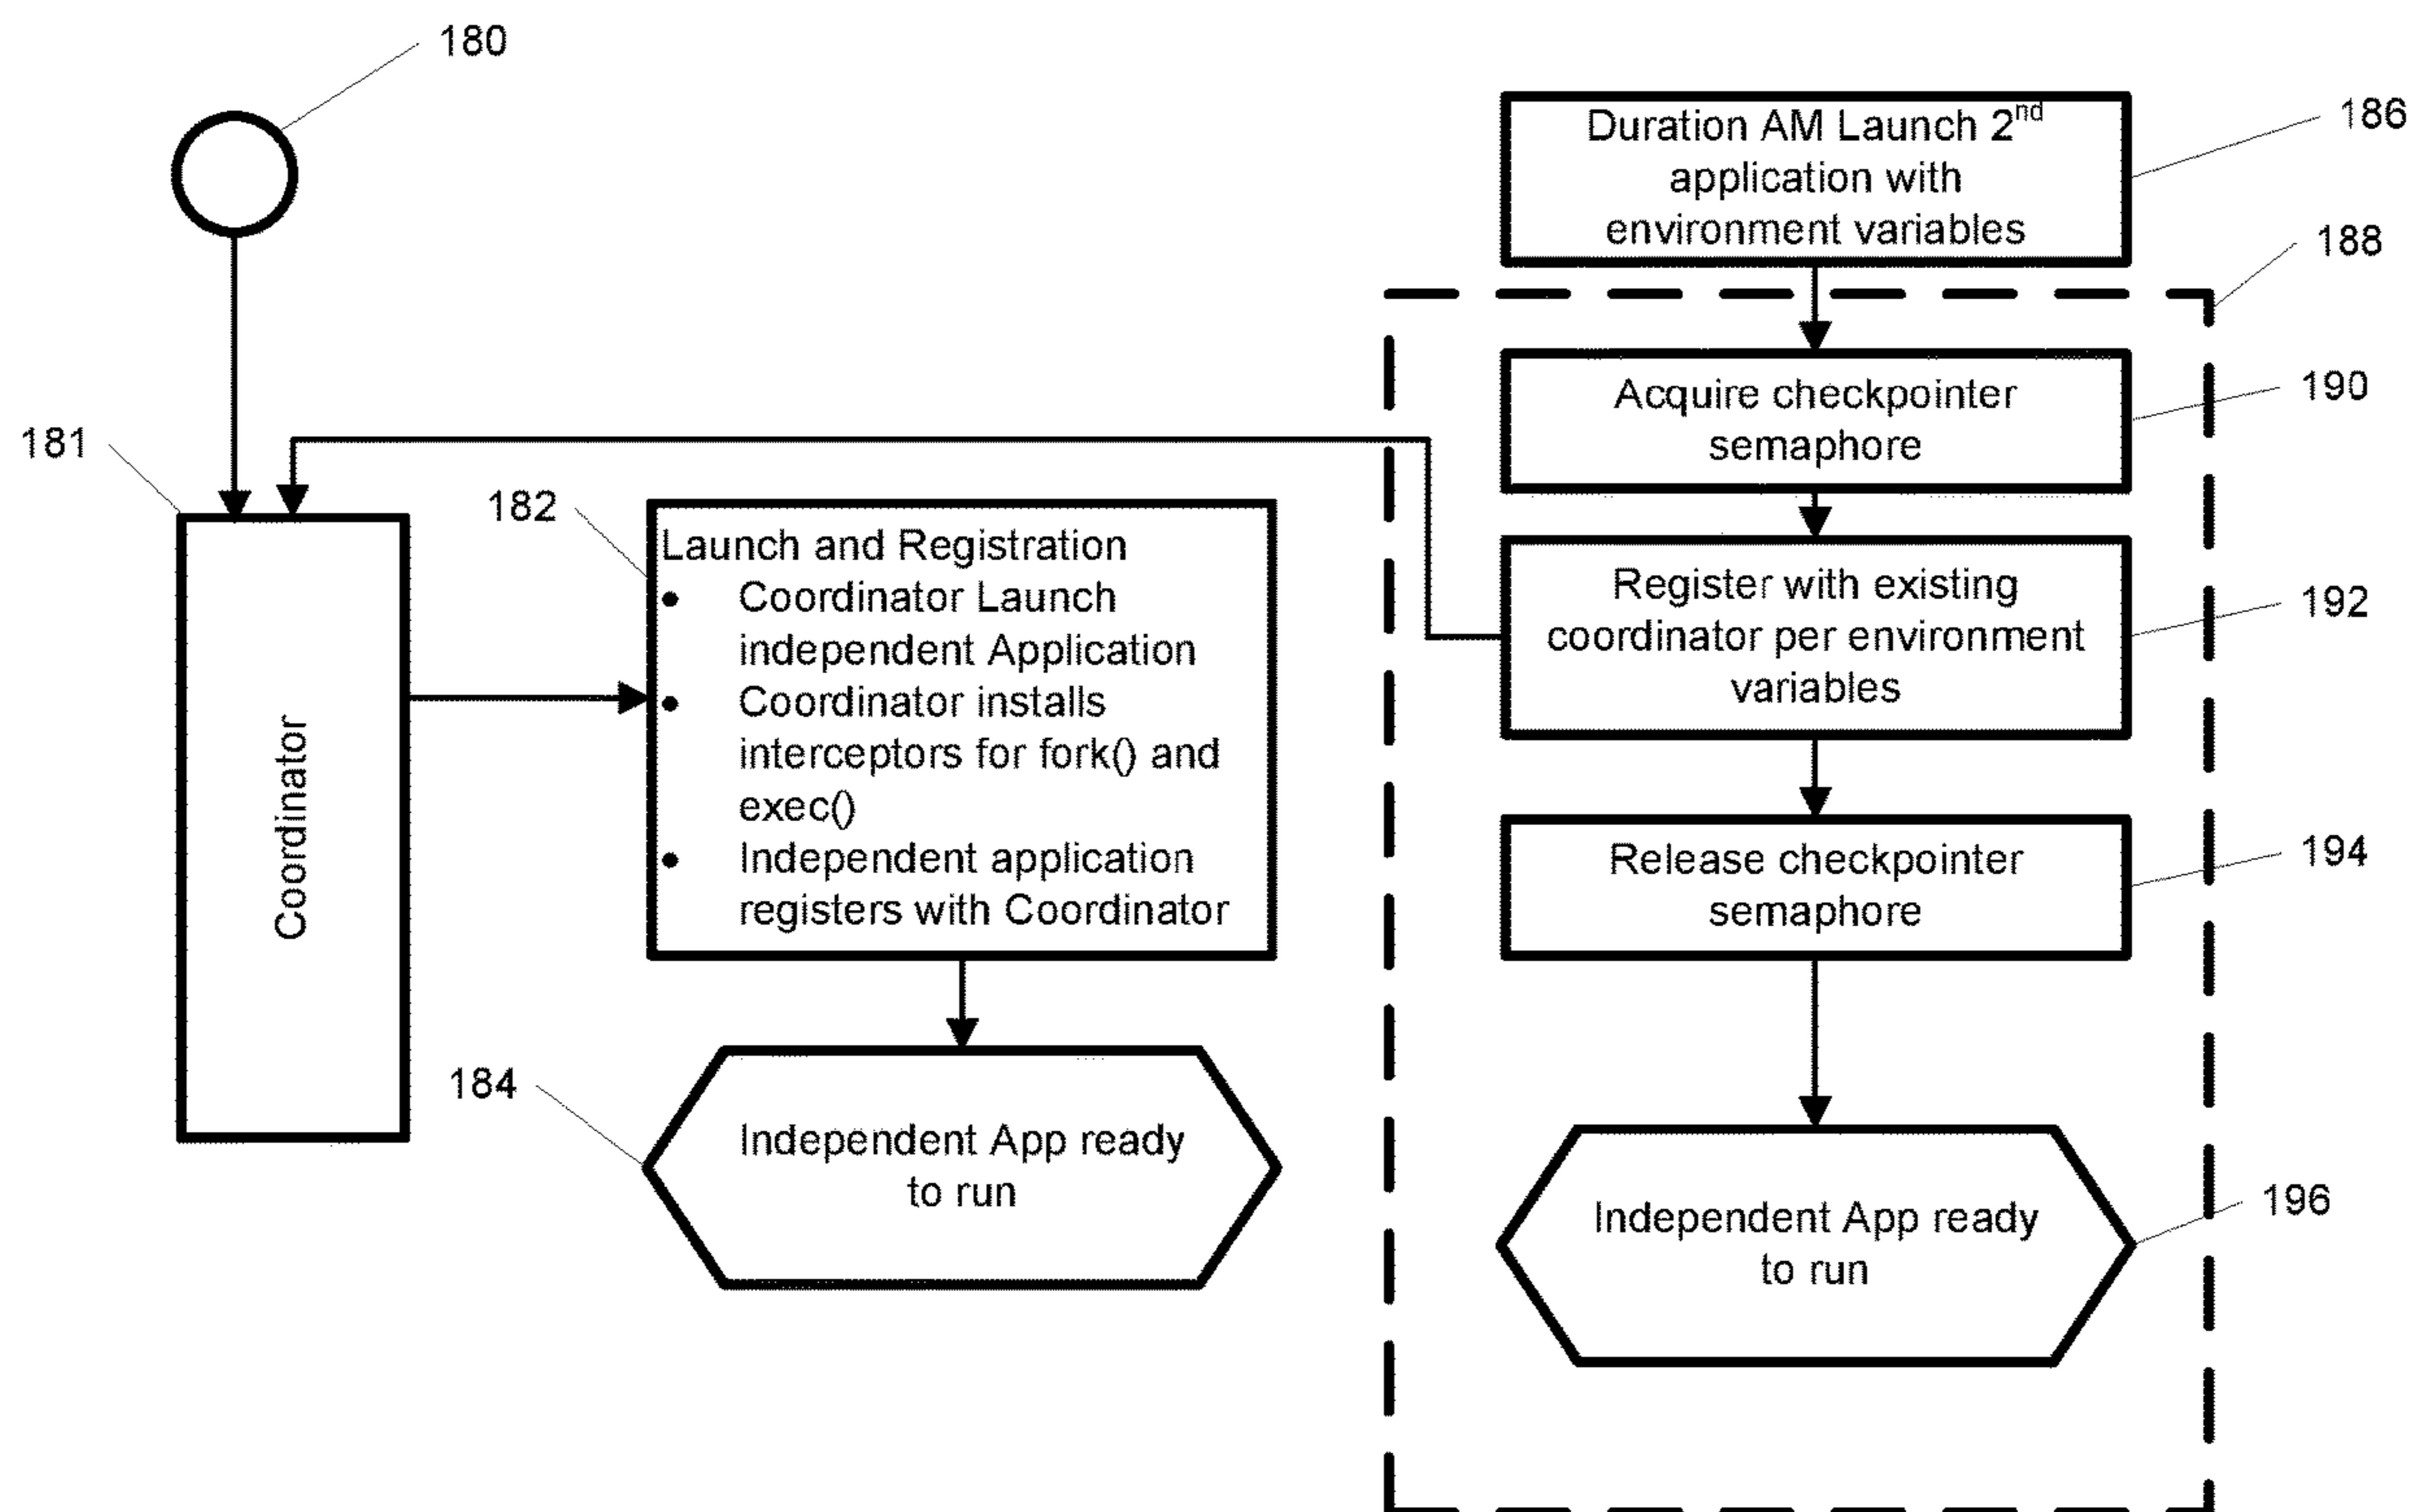 180
Duration AM Launch 2nd
application with
environment variables
186
188
Acquire checkpointer
semaphore
190
181
182
Launch and Registration
• Coordinator Launch
independent Application
• Coordinator installs
interceptors for fork() and
exec()
• Independent application
registers with Coordinator
Register with existing
coordinator per environment
variables
192
Coordinator
Release checkpointer
semaphore
194
184
Independent App ready
to run
Independent App ready
to run
196